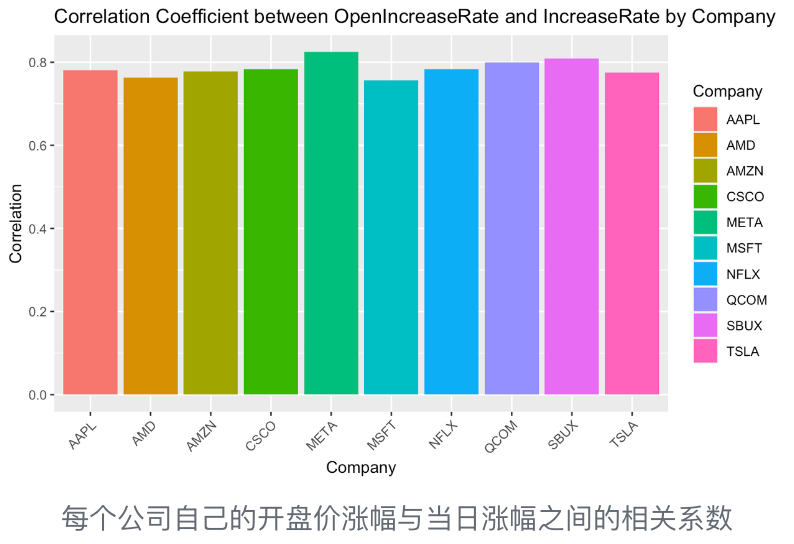 Correlation Coefficient between OpenIncreaseRate and IncreaseRate by Company
Correlation
0.8
0.6
0.4
0.2
0.0
AAPL
AMD
AMZN
CSCO
META
MSFT
NFLX
QCOM
SBUX
TSLA
Company
Company
AAPL
AMD
AMZN
CSCO
META
MSFT
NFLX
QCOM
SBUX
TSLA
每个公司自己的开盘价涨幅与当日涨幅之间的相关系数